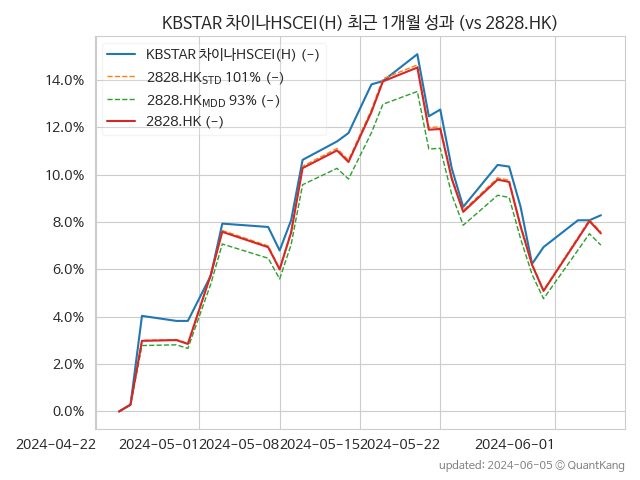 KBSTAR 차이나HSCEI(H) 최근 1개월 성과 (vs 2828.HK)
KBSTAR 차이나HSCEI(H) (-)
2828.HK_STD 101% (-)
2828.HK_MDD 93% (-)
2828.HK (-)
14.0%
12.0%
10.0%
8.0%
6.0%
4.0%
2.0%
0.0%
2024-04-22 2024-05-01 2024-05-08 2024-05-15 2024-05-22 2024-06-01
updated: 2024-06-05 ⓒ QuantKang